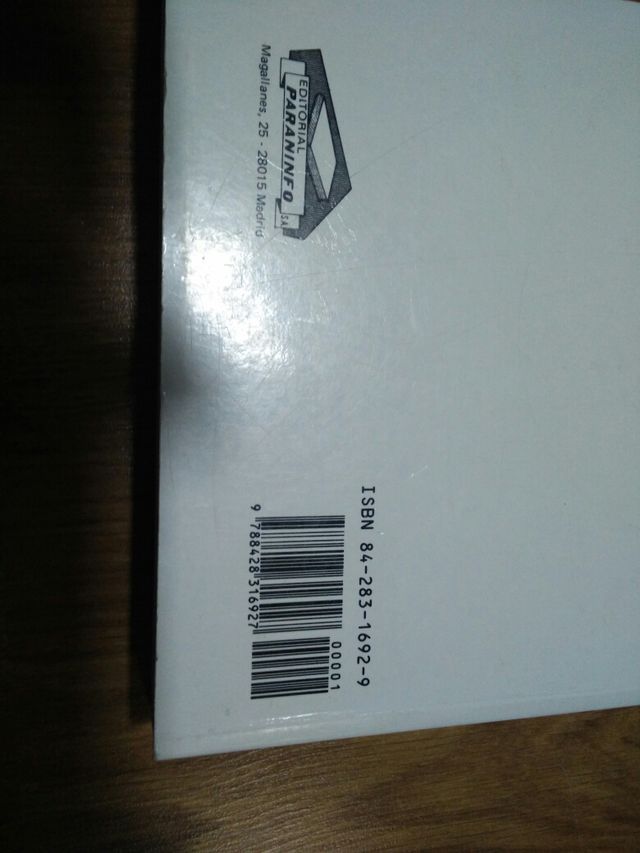 EDITORIAL
PARANINFO
S.A.
Magallanes, 25 - 28015 Madrid
ISBN 84-283-1692-9
00001
9 788428 316927